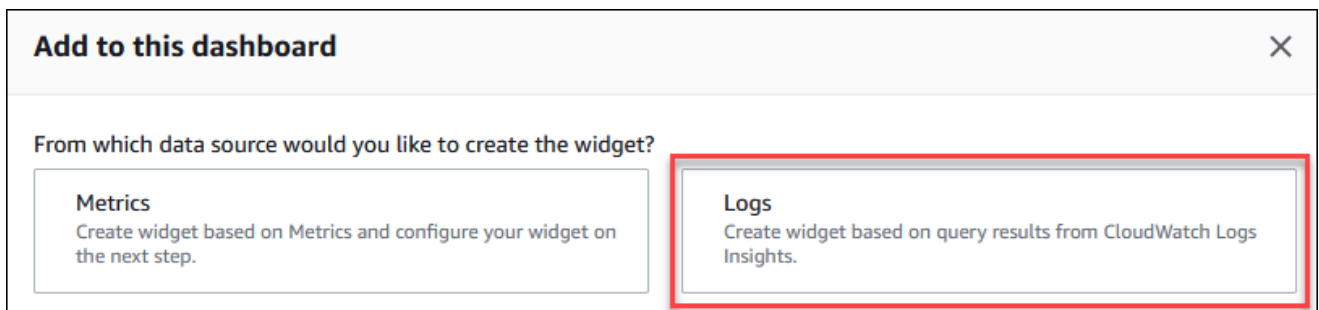 Add to this dashboard
From which data source would you like to create the widget?
Metrics
Create widget based on Metrics and configure your widget on
the next step.
Logs
Create widget based on query results from CloudWatch Logs
Insights.